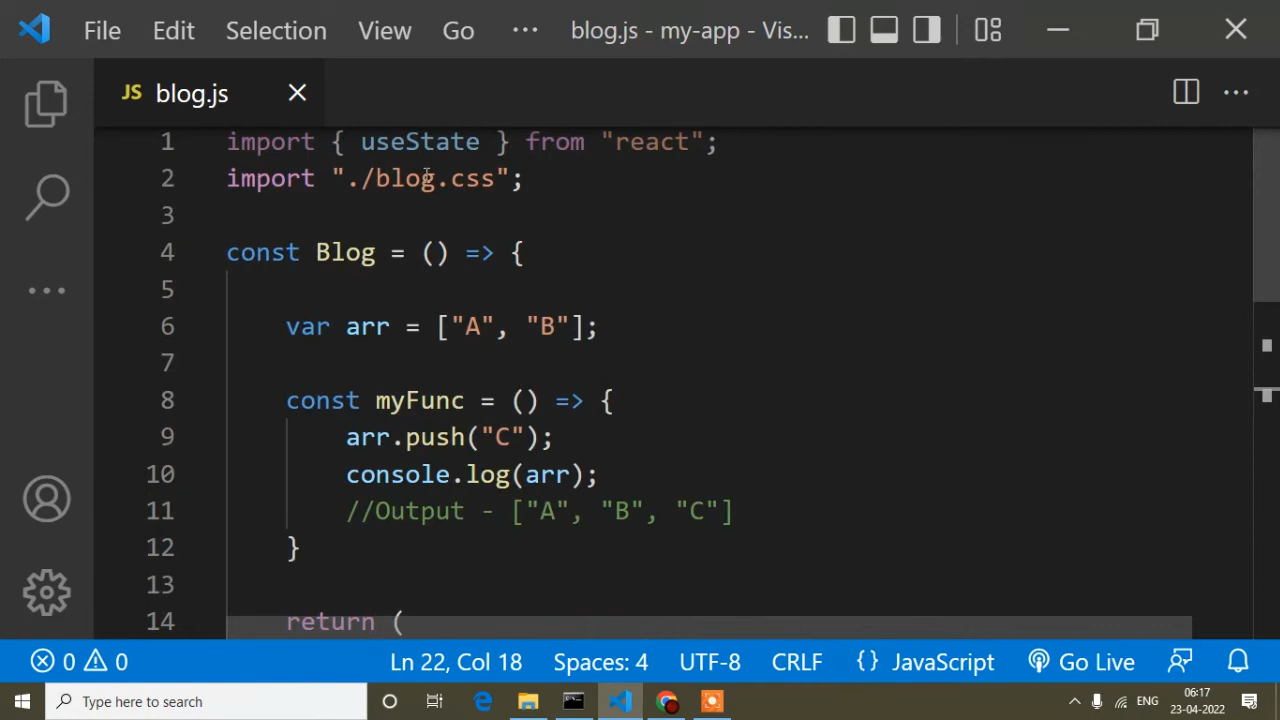 File Edit Selection View Go ··· blog.js - my-app - Vis...
JS blog.js
1 import { useState } from "react";
2 import "./blog.css";
3
4 const Blog = () => {
5
6 var arr = ["A", "B"];
7
8 const myFunc = () => {
9 arr.push("C");
10 console.log(arr);
11 //Output - ["A", "B", "C"]
12 }
13
14 return (
0 0 Ln 22, Col 18 Spaces: 4 UTF-8 CRLF {} JavaScript Go Live
Type here to search ENG 06:17
23-04-2022